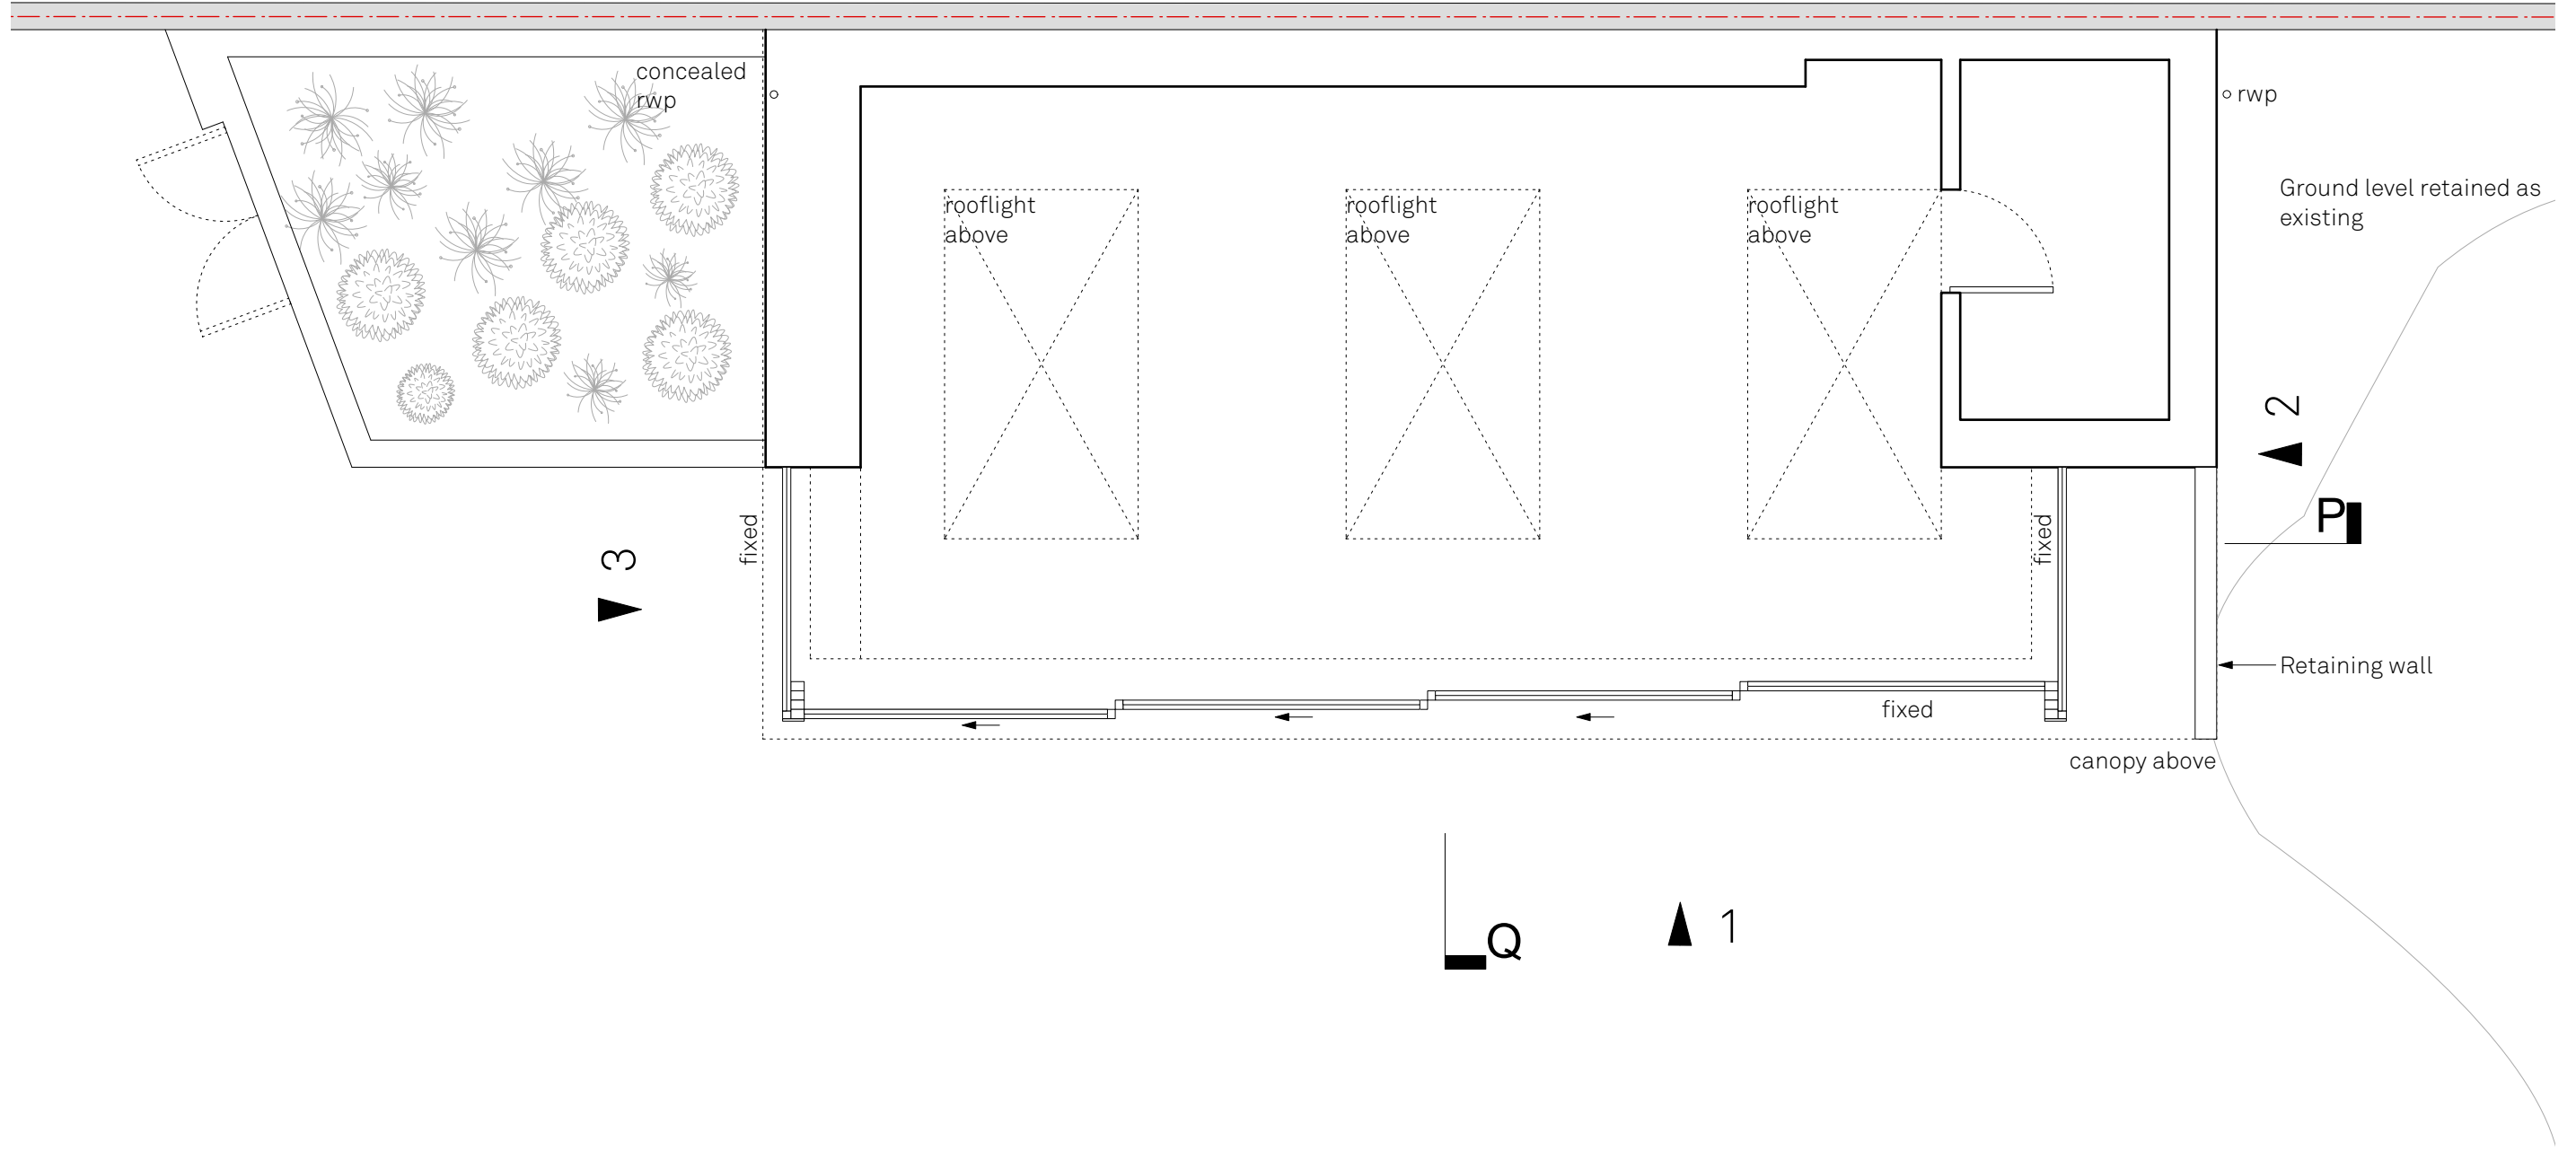 concealed
rwp
rwp
Ground level retained as
existing
rooflight
above
rooflight
above
rooflight
above
2
P
fixed
fixed
3
Retaining wall
fixed
canopy above
Q
1